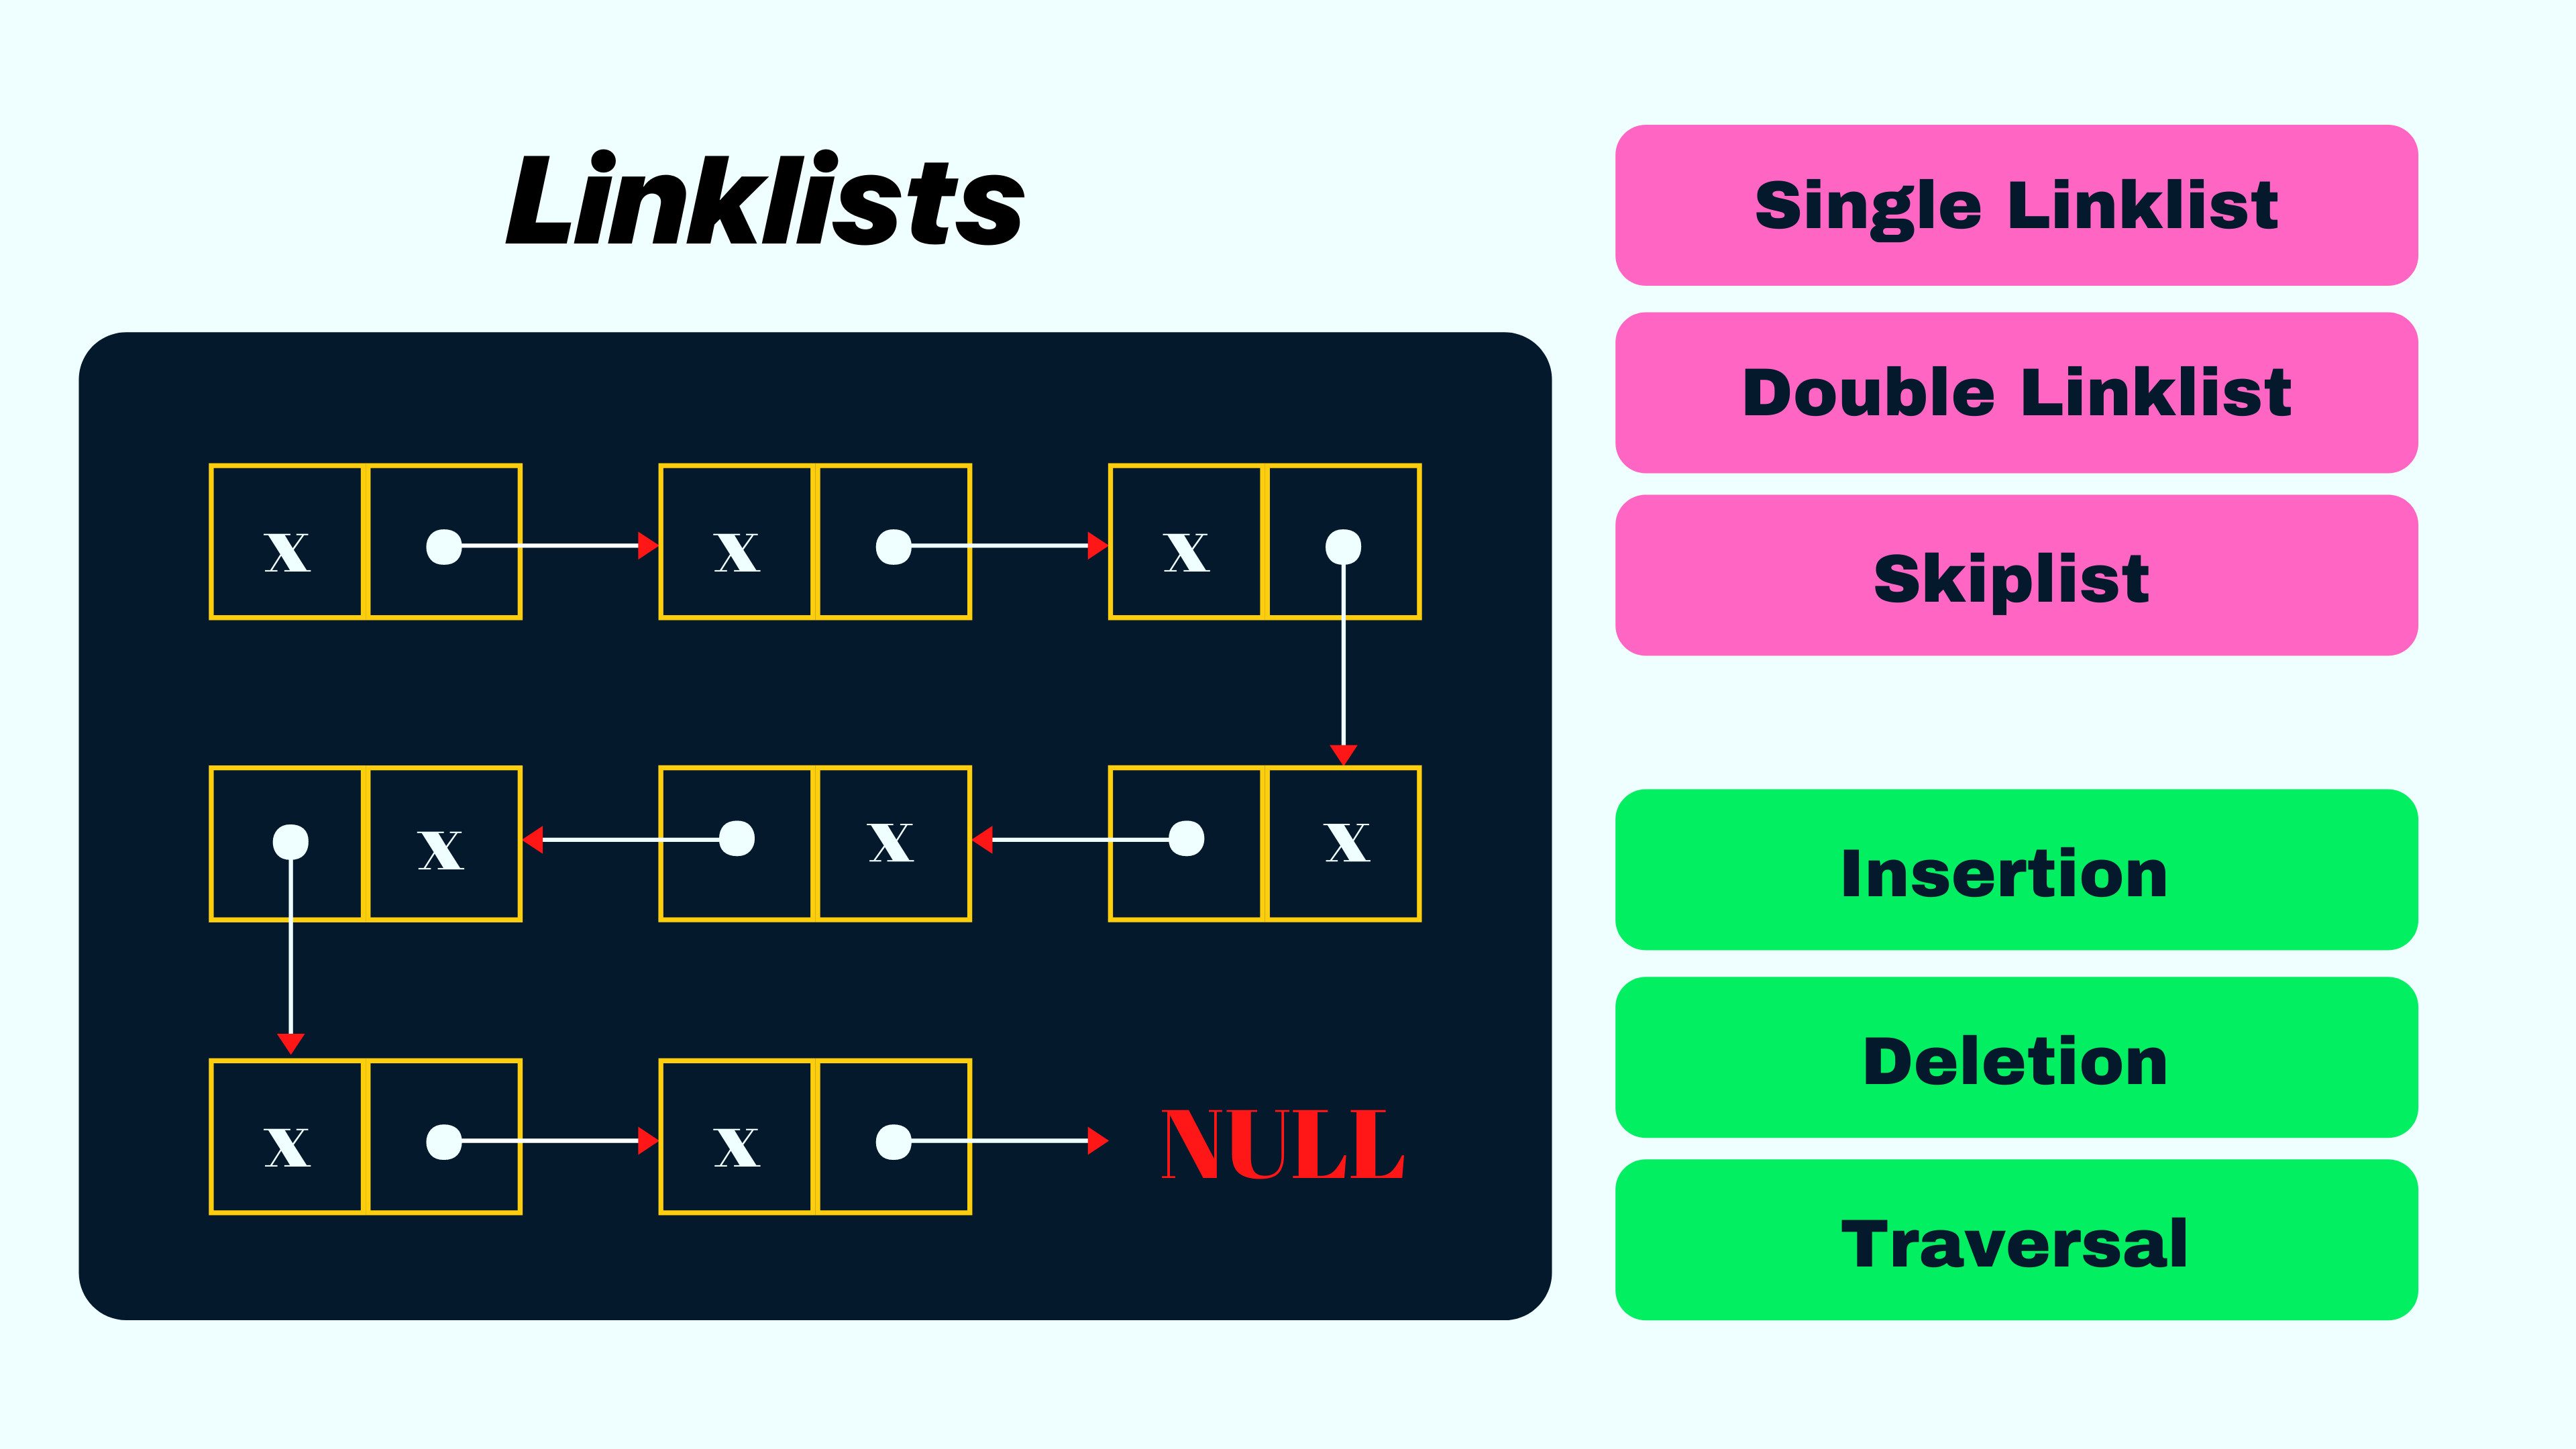 Linklists
x x x
x x x
x x NULL
Single Linklist
Double Linklist
Skiplist
Insertion
Deletion
Traversal